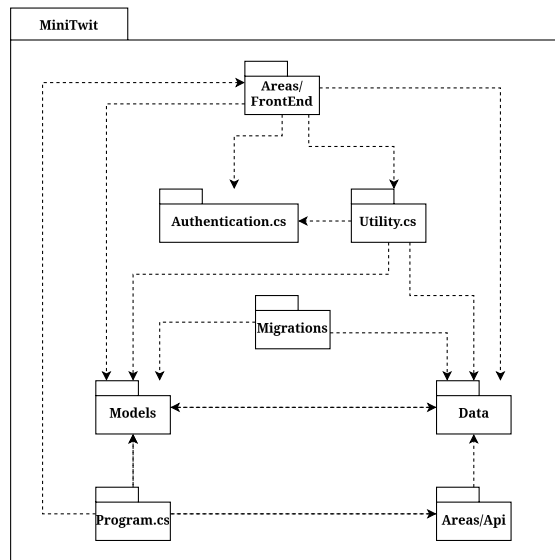 MiniTwit
Areas/
FrontEnd
Authentication.cs
Utility.cs
Migrations
Models
Data
Program.cs
Areas/Api